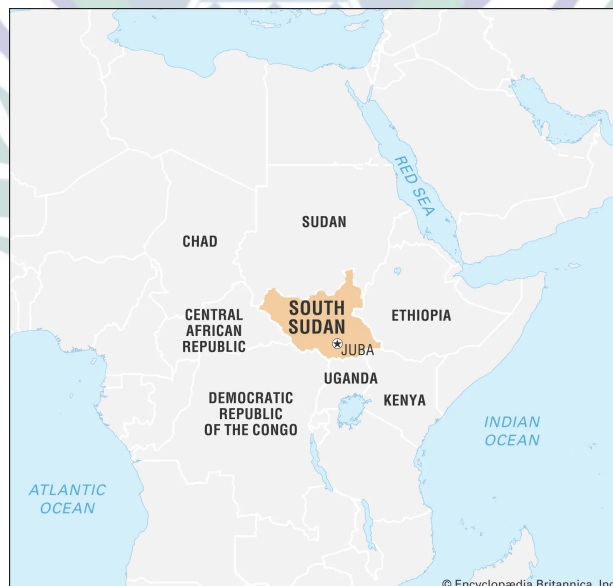 RED SEA
SUDAN
CHAD
SOUTH
SUDAN
ETHIOPIA
CENTRAL
AFRICAN
REPUBLIC
JUBA
UGANDA
KENYA
DEMOCRATIC
REPUBLIC
OF THE CONGO
INDIAN
OCEAN
ATLANTIC
OCEAN
© Encyclopædia Britannica, Inc